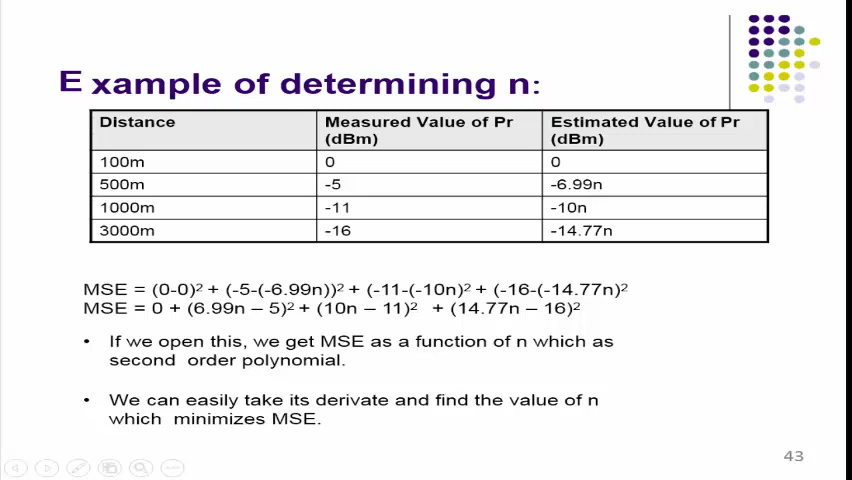 E xample of determining n:
Distance Measured Value of Pr (dBm) Estimated Value of Pr (dBm)
100m 0 0
500m -5 -6.99n
1000m -11 -10n
3000m -16 -14.77n
MSE = (0-0)² + (-5-(-6.99n))² + (-11-(-10n)² + (-16-(-14.77n)²
MSE = 0 + (6.99n – 5)² + (10n – 11)² + (14.77n – 16)²
• If we open this, we get MSE as a function of n which as
second order polynomial.
• We can easily take its derivate and find the value of n
which minimizes MSE.
43